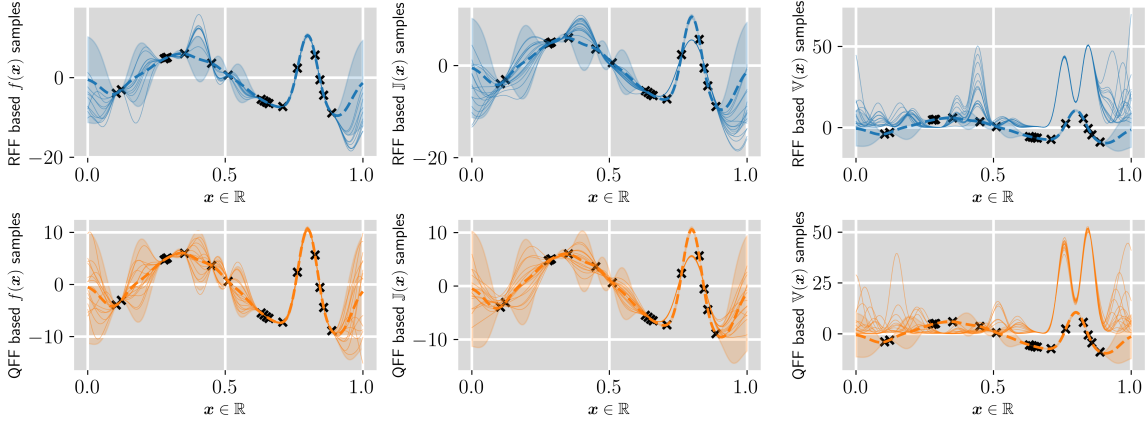 RFF based f(x) samples
0
−20
0.0
0.5
1.0
x ∈ ℝ
RFF based 𝕁(x) samples
0
−20
0.0
0.5
1.0
x ∈ ℝ
RFF based 𝕍(x) samples
50
0
0.0
0.5
1.0
x ∈ ℝ
QFF based f(x) samples
10
0
−10
0.0
0.5
1.0
x ∈ ℝ
QFF based 𝕁(x) samples
10
0
−10
0.0
0.5
1.0
x ∈ ℝ
QFF based 𝕍(x) samples
50
25
0
0.0
0.5
1.0
x ∈ ℝ